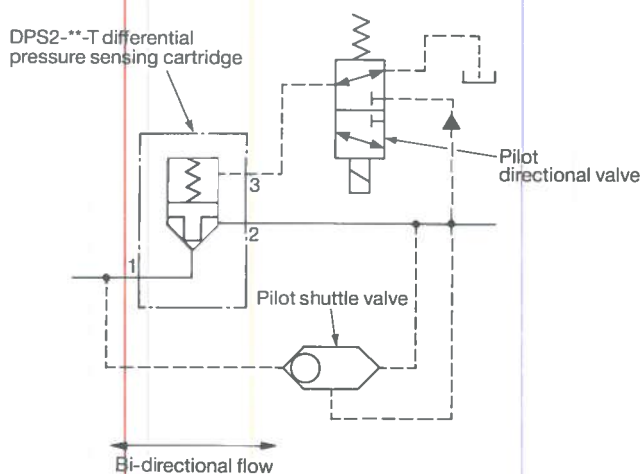 DPS2-**-T differential
pressure sensing cartridge
3
Pilot
directional valve
2
1
Pilot shuttle valve
Bi-directional flow